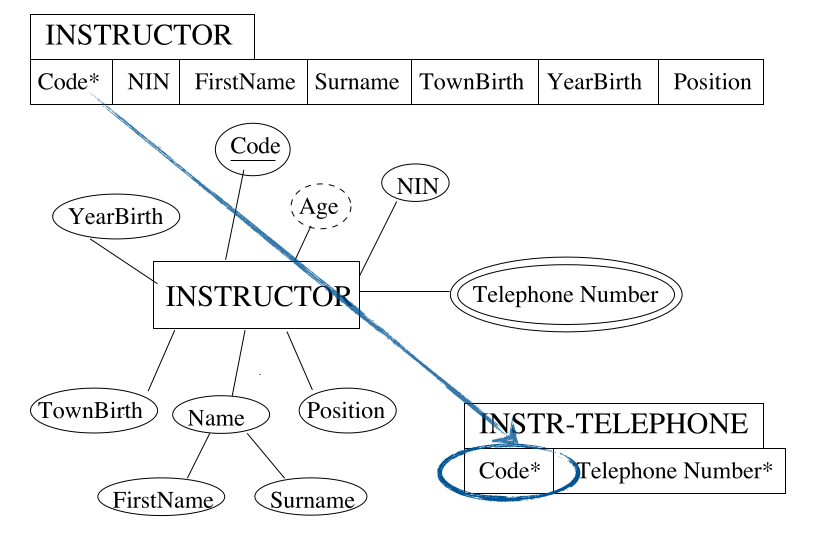 INSTRUCTOR
Code* NIN FirstName Surname TownBirth YearBirth Position
Code
NIN
Age
YearBirth
INSTRUCTOR
Telephone Number
TownBirth
Name
Position
INSTR-TELEPHONE
Code* Telephone Number*
FirstName
Surname